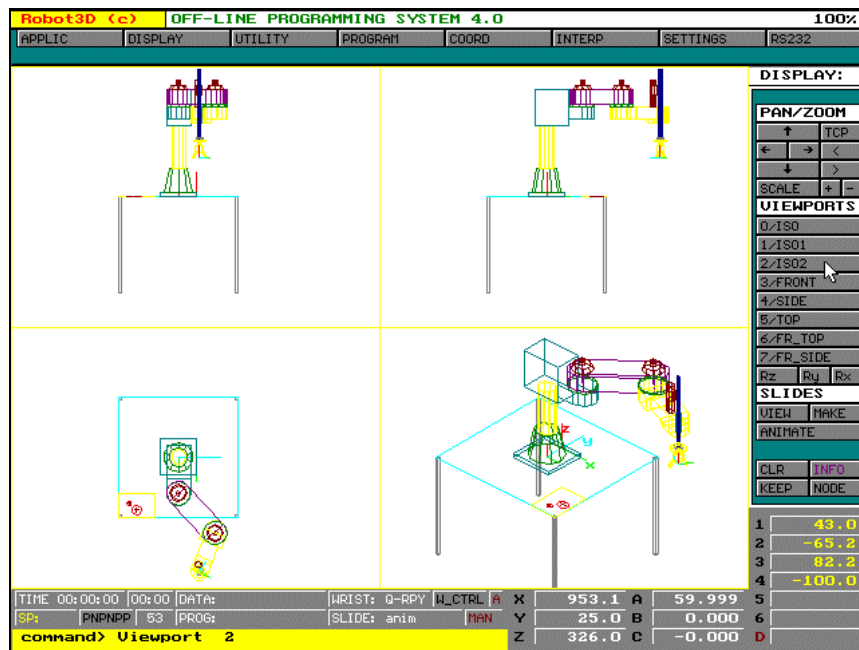 Robot3D (c) OFF-LINE PROGRAMMING SYSTEM 4.0 100%
APPLIC DISPLAY UTILITY PROGRAM COORD INTERP SETTINGS RS232
DISPLAY:
PAN/ZOOM
↑ TCP
← → <
↓ >
SCALE + -
VIEWPORTS
0/ISO
1/ISO1
2/ISO2
3/FRONT
4/SIDE
5/TOP
6/FR_TOP
7/FR_SIDE
Rz Ry Rx
SLIDES
VIEW MAKE
ANIMATE
CLR INFO
KEEP NODE
z
y
x
1 43.0
2 -65.2
3 82.2
4 -100.0
TIME 00:00:00 00:00 DATA: WRIST: Q-RPY W_CTRL A X 953.1 A 59.999 5
SP: PNPNPP 53 PROG: SLIDE: anim MAN Y 25.0 B 0.000 6
command> Viewport 2 Z 326.0 C -0.000 D